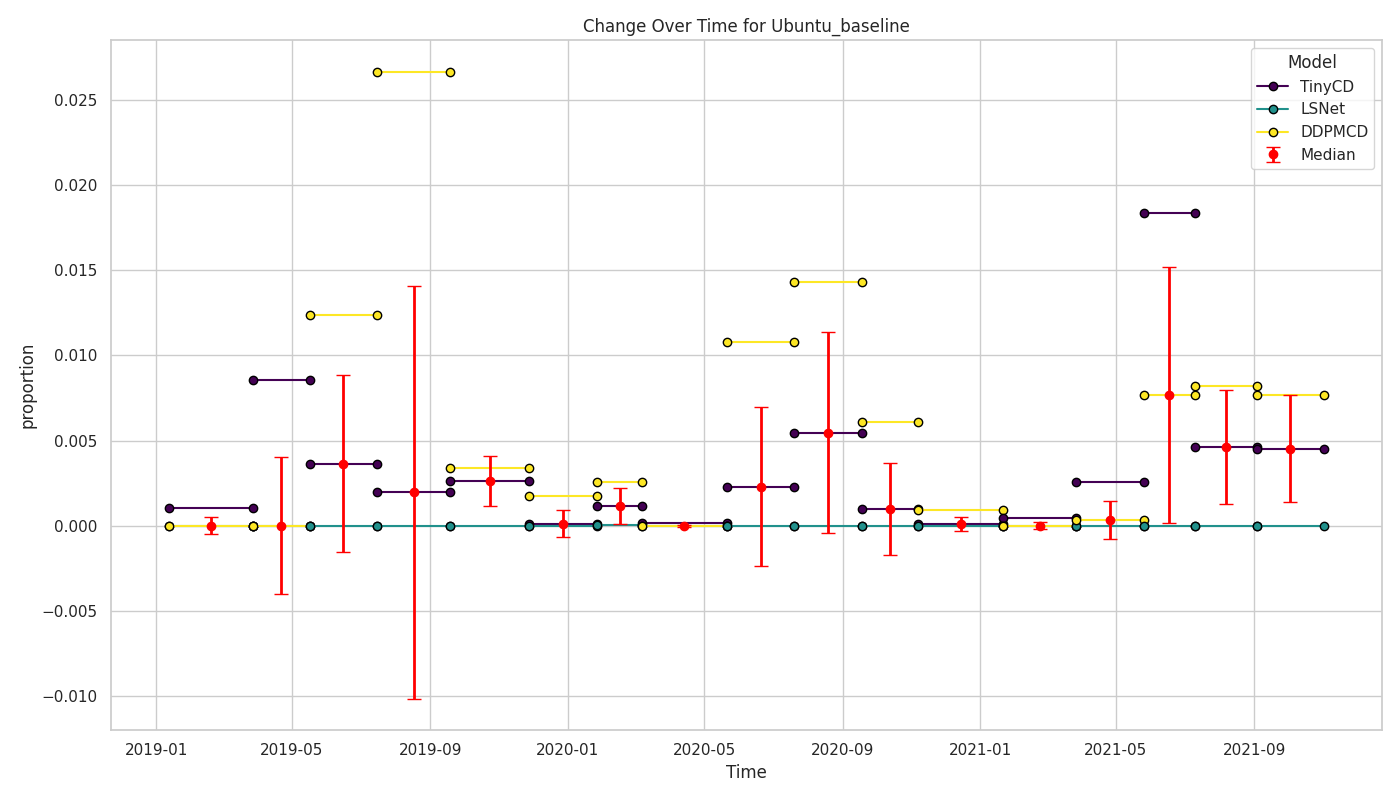 Change Over Time for Ubuntu_baseline
Model
TinyCD
LSNet
DDPMCD
Median
proportion
0.025
0.020
0.015
0.010
0.005
0.000
−0.005
−0.010
2019-01
2019-05
2019-09
2020-01
2020-05
2020-09
2021-01
2021-05
2021-09
Time